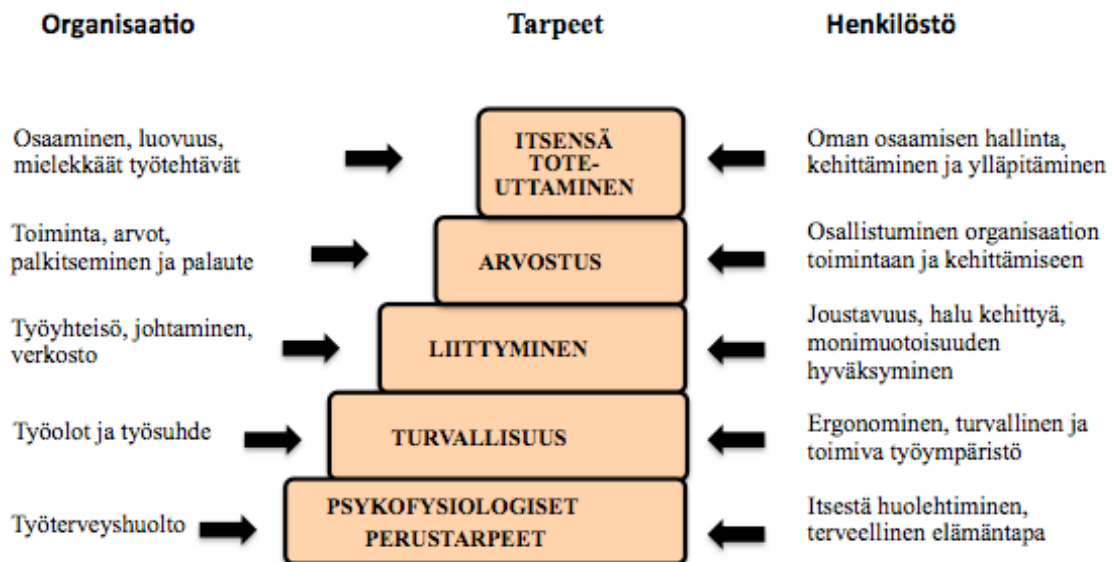 Organisaatio
Tarpeet
Henkilöstö
Osaaminen, luovuus,
mielekkäät työtehtävät
ITSENSÄ
TOTE-
UTTAMINEN
Oman osaamisen hallinta,
kehittäminen ja ylläpitäminen
Toiminta, arvot,
palkitseminen ja palaute
ARVOSTUS
Osallistuminen organisaation
toimintaan ja kehittämiseen
Työyhteisö, johtaminen,
verkosto
LIITTYMINEN
Joustavuus, halu kehittyä,
monimuotoisuuden
hyväksyminen
Työolot ja työsuhde
TURVALLISUUS
Ergonominen, turvallinen ja
toimiva työympäristö
Työterveyshuolto
PSYKOFYSIOLOGISET
PERUSTARPEET
Itsestä huolehtiminen,
terveellinen elämäntapa